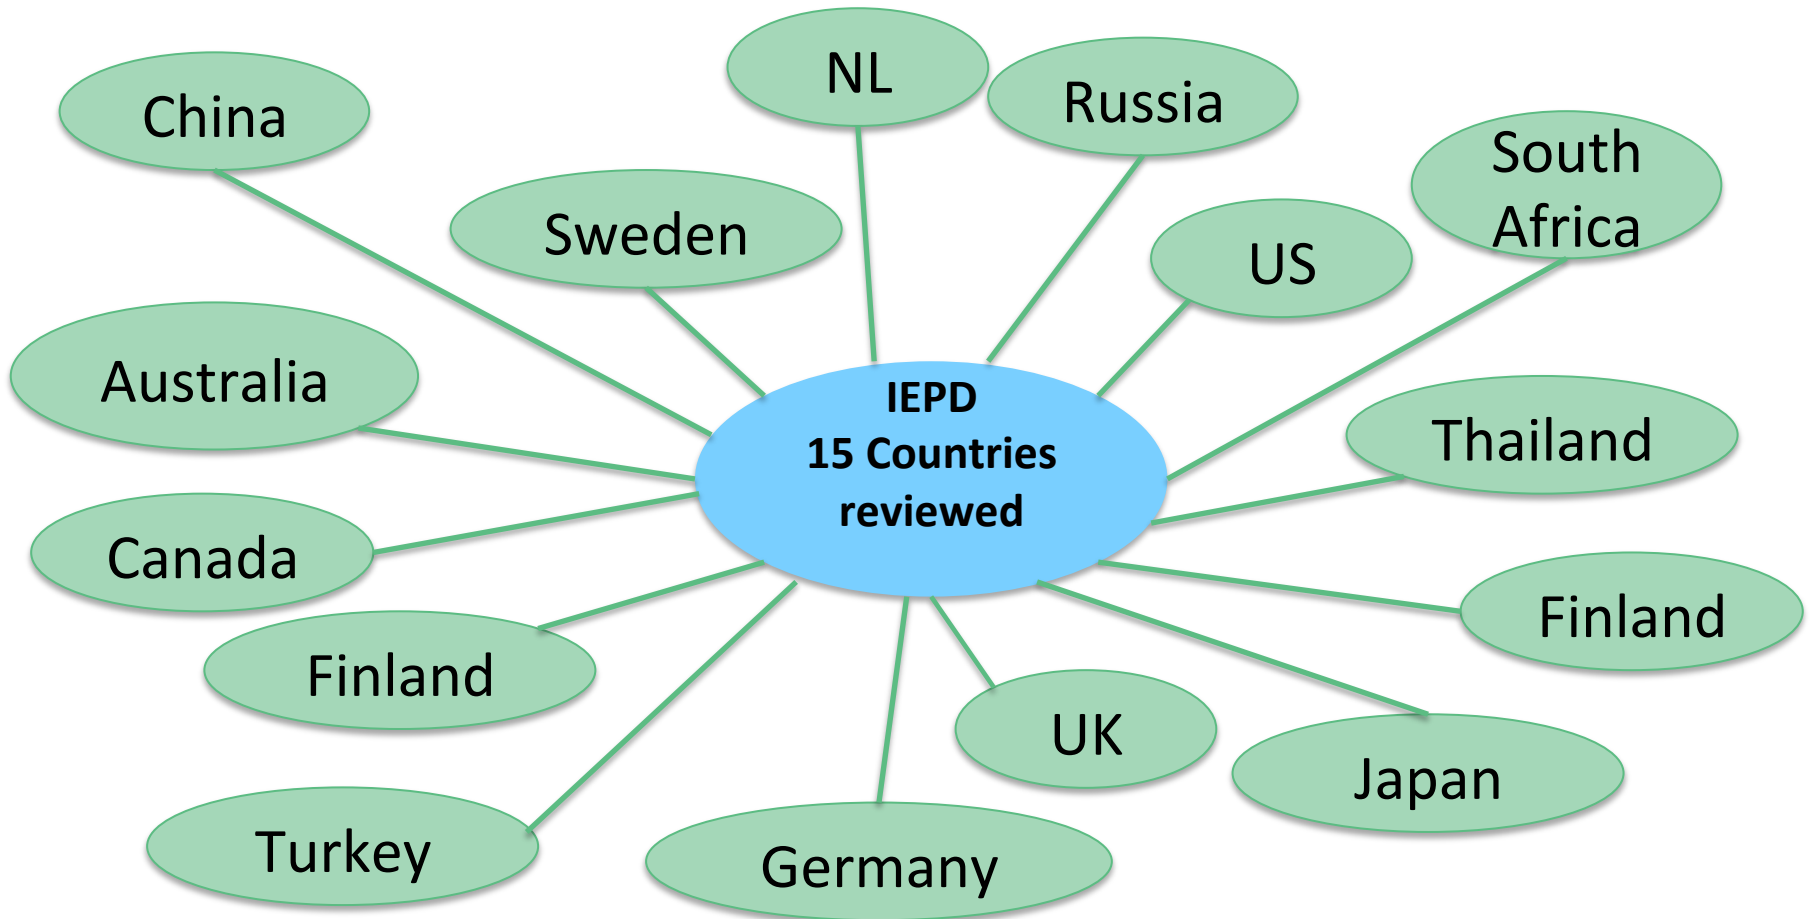 NL
China
Russia
South
Africa
Sweden
US
Australia
IEPD
15 Countries
reviewed
Thailand
Canada
Finland
Finland
UK
Japan
Turkey
Germany